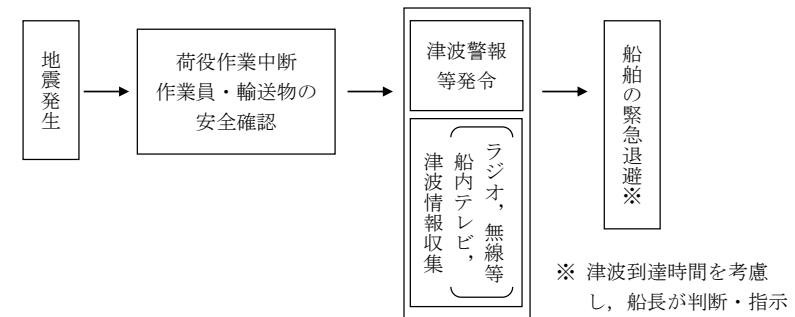 地震発生
荷役作業中断
作業員・輸送物の
安全確認
津波警報
等発令
津波情報収集
ラジオ，無線等
船内テレビ，
船舶の緊急退避※
※ 津波到達時間を考慮
し，船長が判断・指示